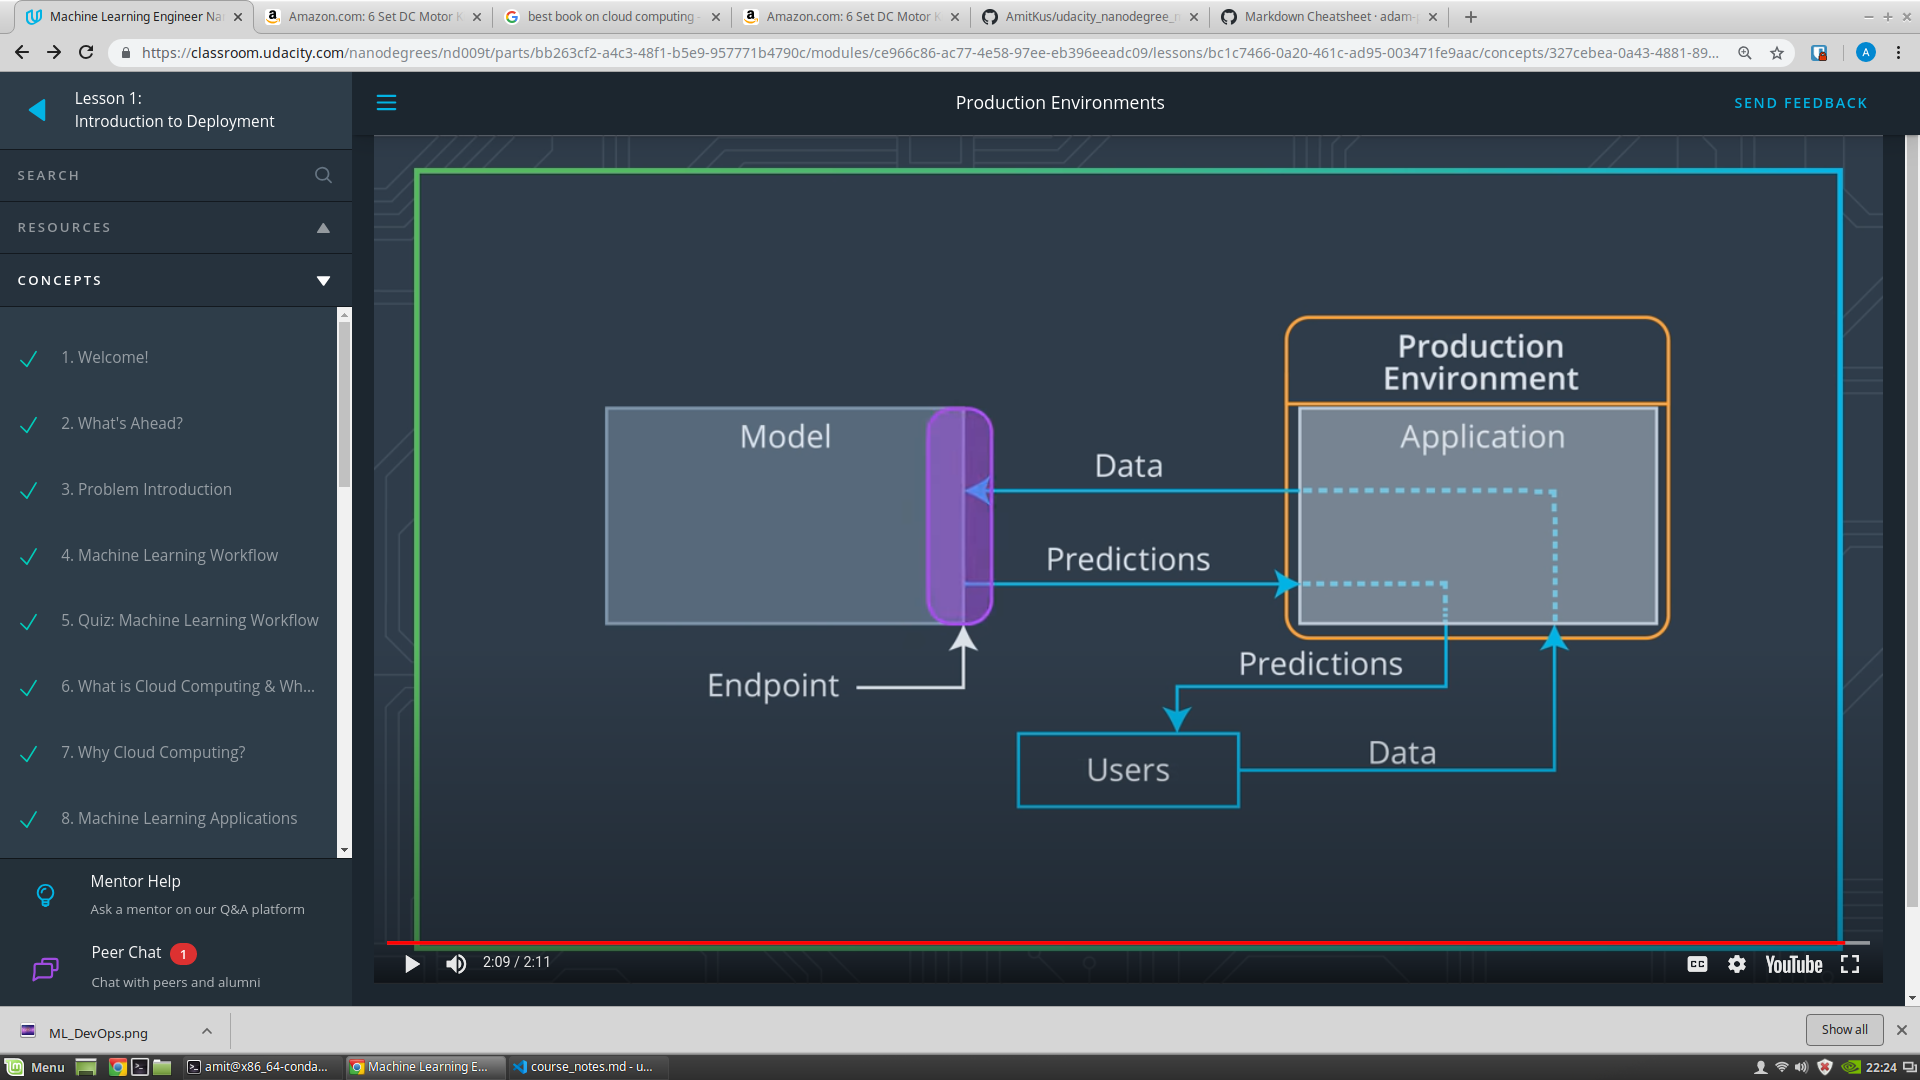 Machine Learning Engineer Na
Amazon.com: 6 Set DC Motor K
best book on cloud computing -
Amazon.com: 6 Set DC Motor K
AmitKus/udacity_nanodegree_n
Markdown Cheatsheet · adam-p
https://classroom.udacity.com/nanodegrees/nd009t/parts/bb263cf2-a4c3-48f1-b5e9-957771b4790c/modules/ce966c86-ac77-4e58-97ee-eb396eeadc09/lessons/bc1c7466-0a20-461c-ad95-003471fe9aac/concepts/327cebea-0a43-4881-89...
A
Lesson 1:
Introduction to Deployment
Production Environments
SEND FEEDBACK
SEARCH
RESOURCES
CONCEPTS
1. Welcome!
2. What's Ahead?
3. Problem Introduction
4. Machine Learning Workflow
5. Quiz: Machine Learning Workflow
6. What is Cloud Computing & Wh...
7. Why Cloud Computing?
8. Machine Learning Applications
Mentor Help
Ask a mentor on our Q&A platform
Peer Chat 1
Chat with peers and alumni
Production
Environment
Model
Application
Data
Predictions
Predictions
Endpoint
Data
Users
2:09 / 2:11
CC
YouTube
ML_DevOps.png
Show all
Menu
amit@x86_64-conda...
Machine Learning E...
course_notes.md - u...
22:24